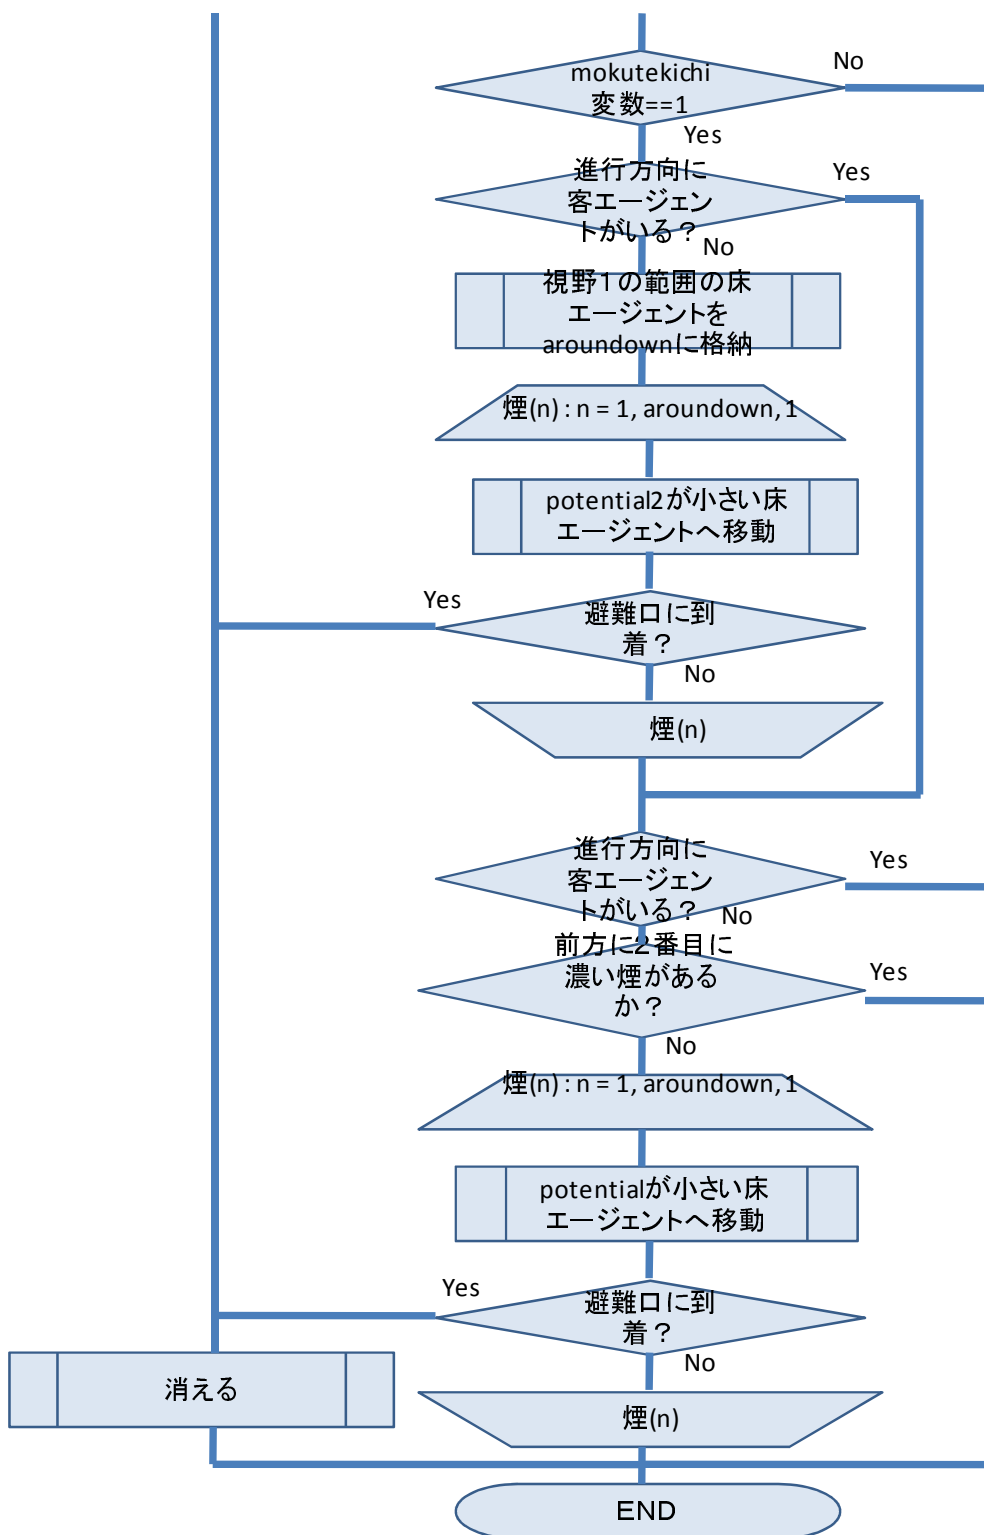 mokutekichi
変数==1
No
Yes
進行方向に
客エージェン
トがいる？
Yes
No
視野１の範囲の床
エージェントを
aroundownに格納
煙(n) : n = 1, aroundown, 1
potential2が小さい床
エージェントへ移動
避難口に到
着？
Yes
No
煙(n)
進行方向に
客エージェン
トがいる？
Yes
No
前方に２番目に
濃い煙がある
か？
Yes
No
煙(n) : n = 1, aroundown, 1
potentialが小さい床
エージェントへ移動
避難口に到
着？
Yes
No
消える
煙(n)
END